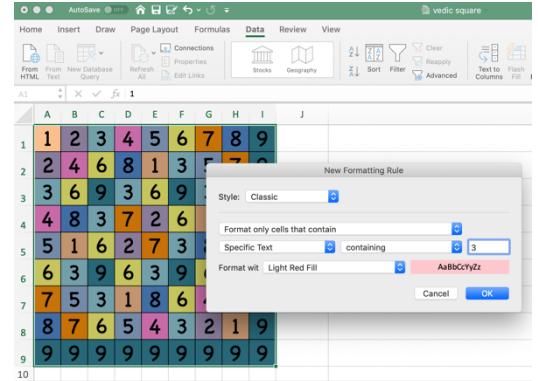 AutoSave OFF vedic square
Home Insert Draw Page Layout Formulas Data Review View
From HTML From Text New Database Query Refresh All Connections Properties Edit Links Stocks Geography Sort Filter Clear Reapply Advanced Text to Columns Flash Fill
A1 fx 1
A B C D E F G H I J
1 1 2 3 4 5 6 7 8 9
2 2 4 6 8 1 3
New Formatting Rule
3 3 6 9 3 6 9
Style: Classic
4 4 8 3 7 2 6
Format only cells that contain
5 5 1 6 2 7 3
Specific Text containing 3
6 6 3 9 6 3 9
Format wit Light Red Fill AaBbCcYyZz
7 7 5 3 1 8 6
Cancel OK
8 8 7 6 5 4 3 2 1 9
9 9 9 9 9 9 9 9 9 9
10